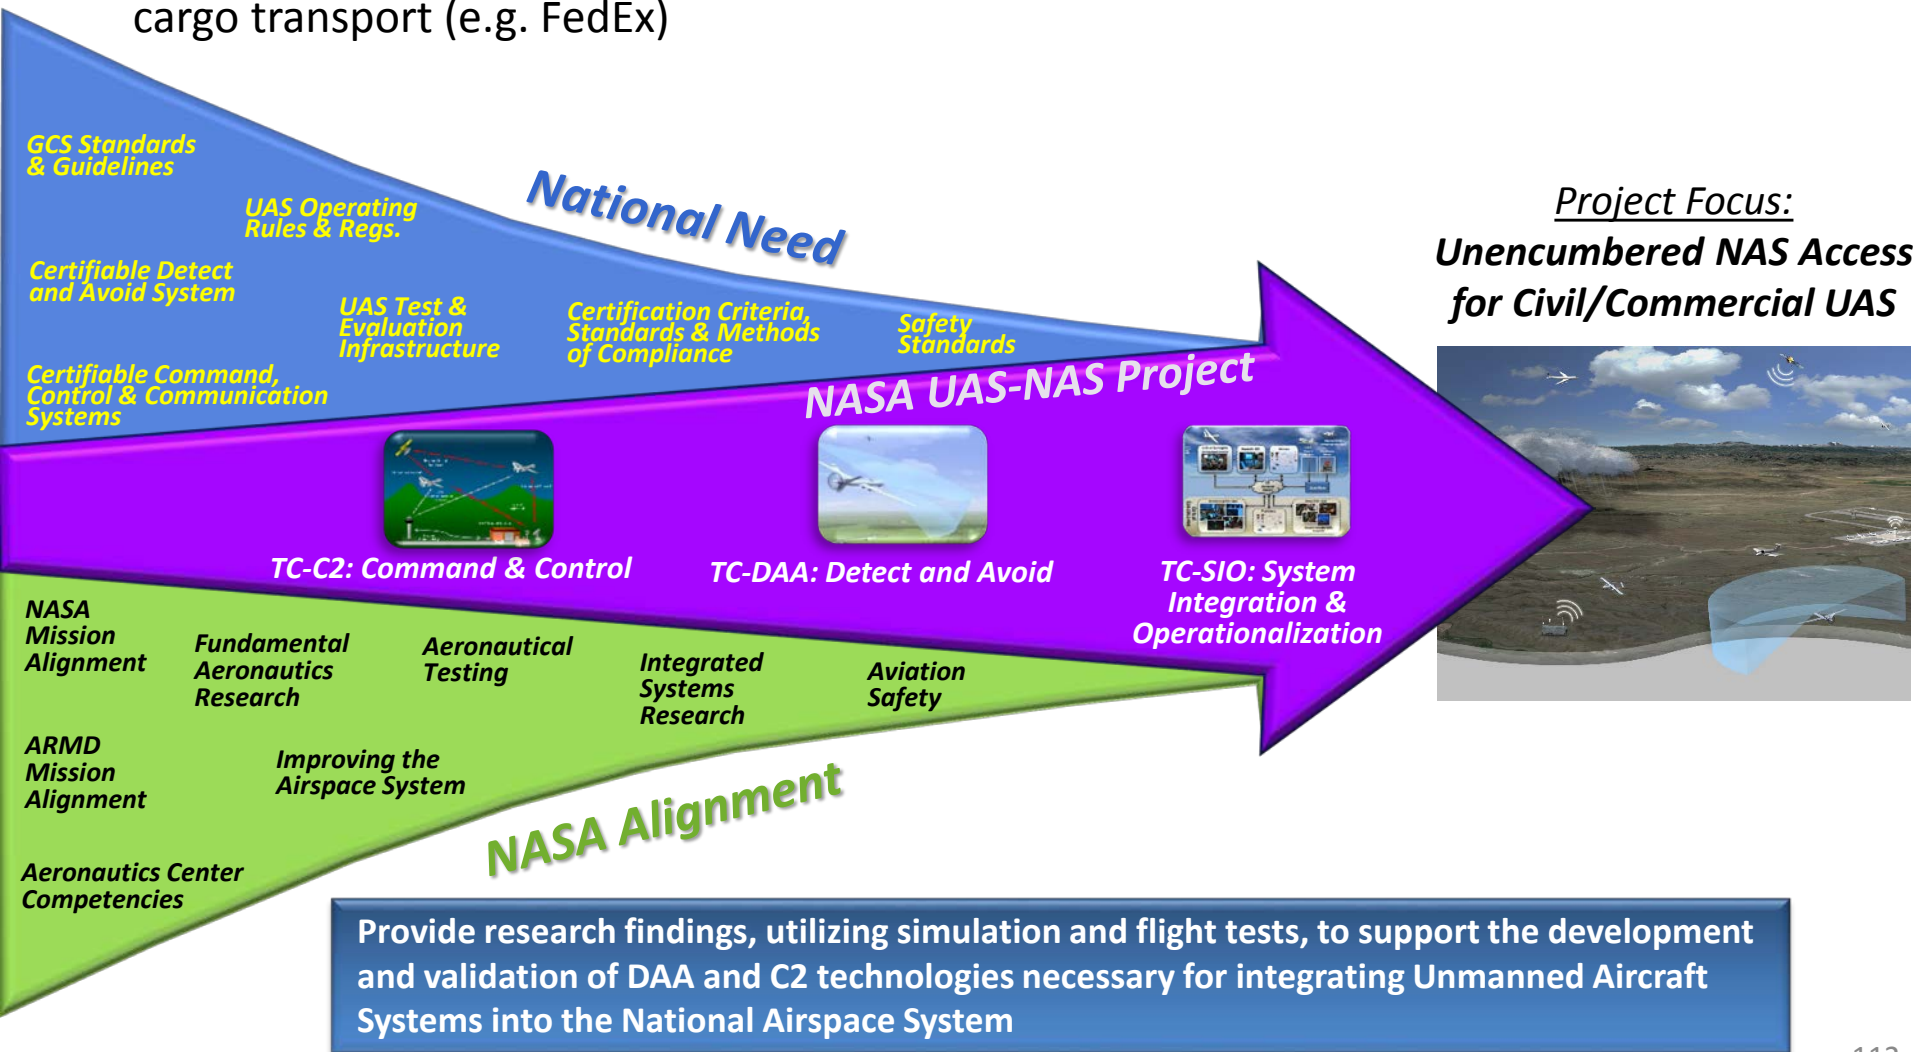 cargo transport (e.g. FedEx)
GCS Standards
& Guidelines
UAS Operating
Rules & Regs.
National Need
Certifiable Detect
and Avoid System
UAS Test &
Evaluation
Infrastructure
Certification Criteria,
Standards & Methods
of Compliance
Safety
Standards
Certifiable Command,
Control & Communication
Systems
Project Focus:
Unencumbered NAS Access
for Civil/Commercial UAS
NASA UAS-NAS Project
TC-C2: Command & Control
TC-DAA: Detect and Avoid
TC-SIO: System
Integration &
Operationalization
NASA
Mission
Alignment
Fundamental
Aeronautics
Research
Aeronautical
Testing
Integrated
Systems
Research
Aviation
Safety
ARMD
Mission
Alignment
Improving the
Airspace System
Aeronautics Center
Competencies
NASA Alignment
Provide research findings, utilizing simulation and flight tests, to support the development
and validation of DAA and C2 technologies necessary for integrating Unmanned Aircraft
Systems into the National Airspace System